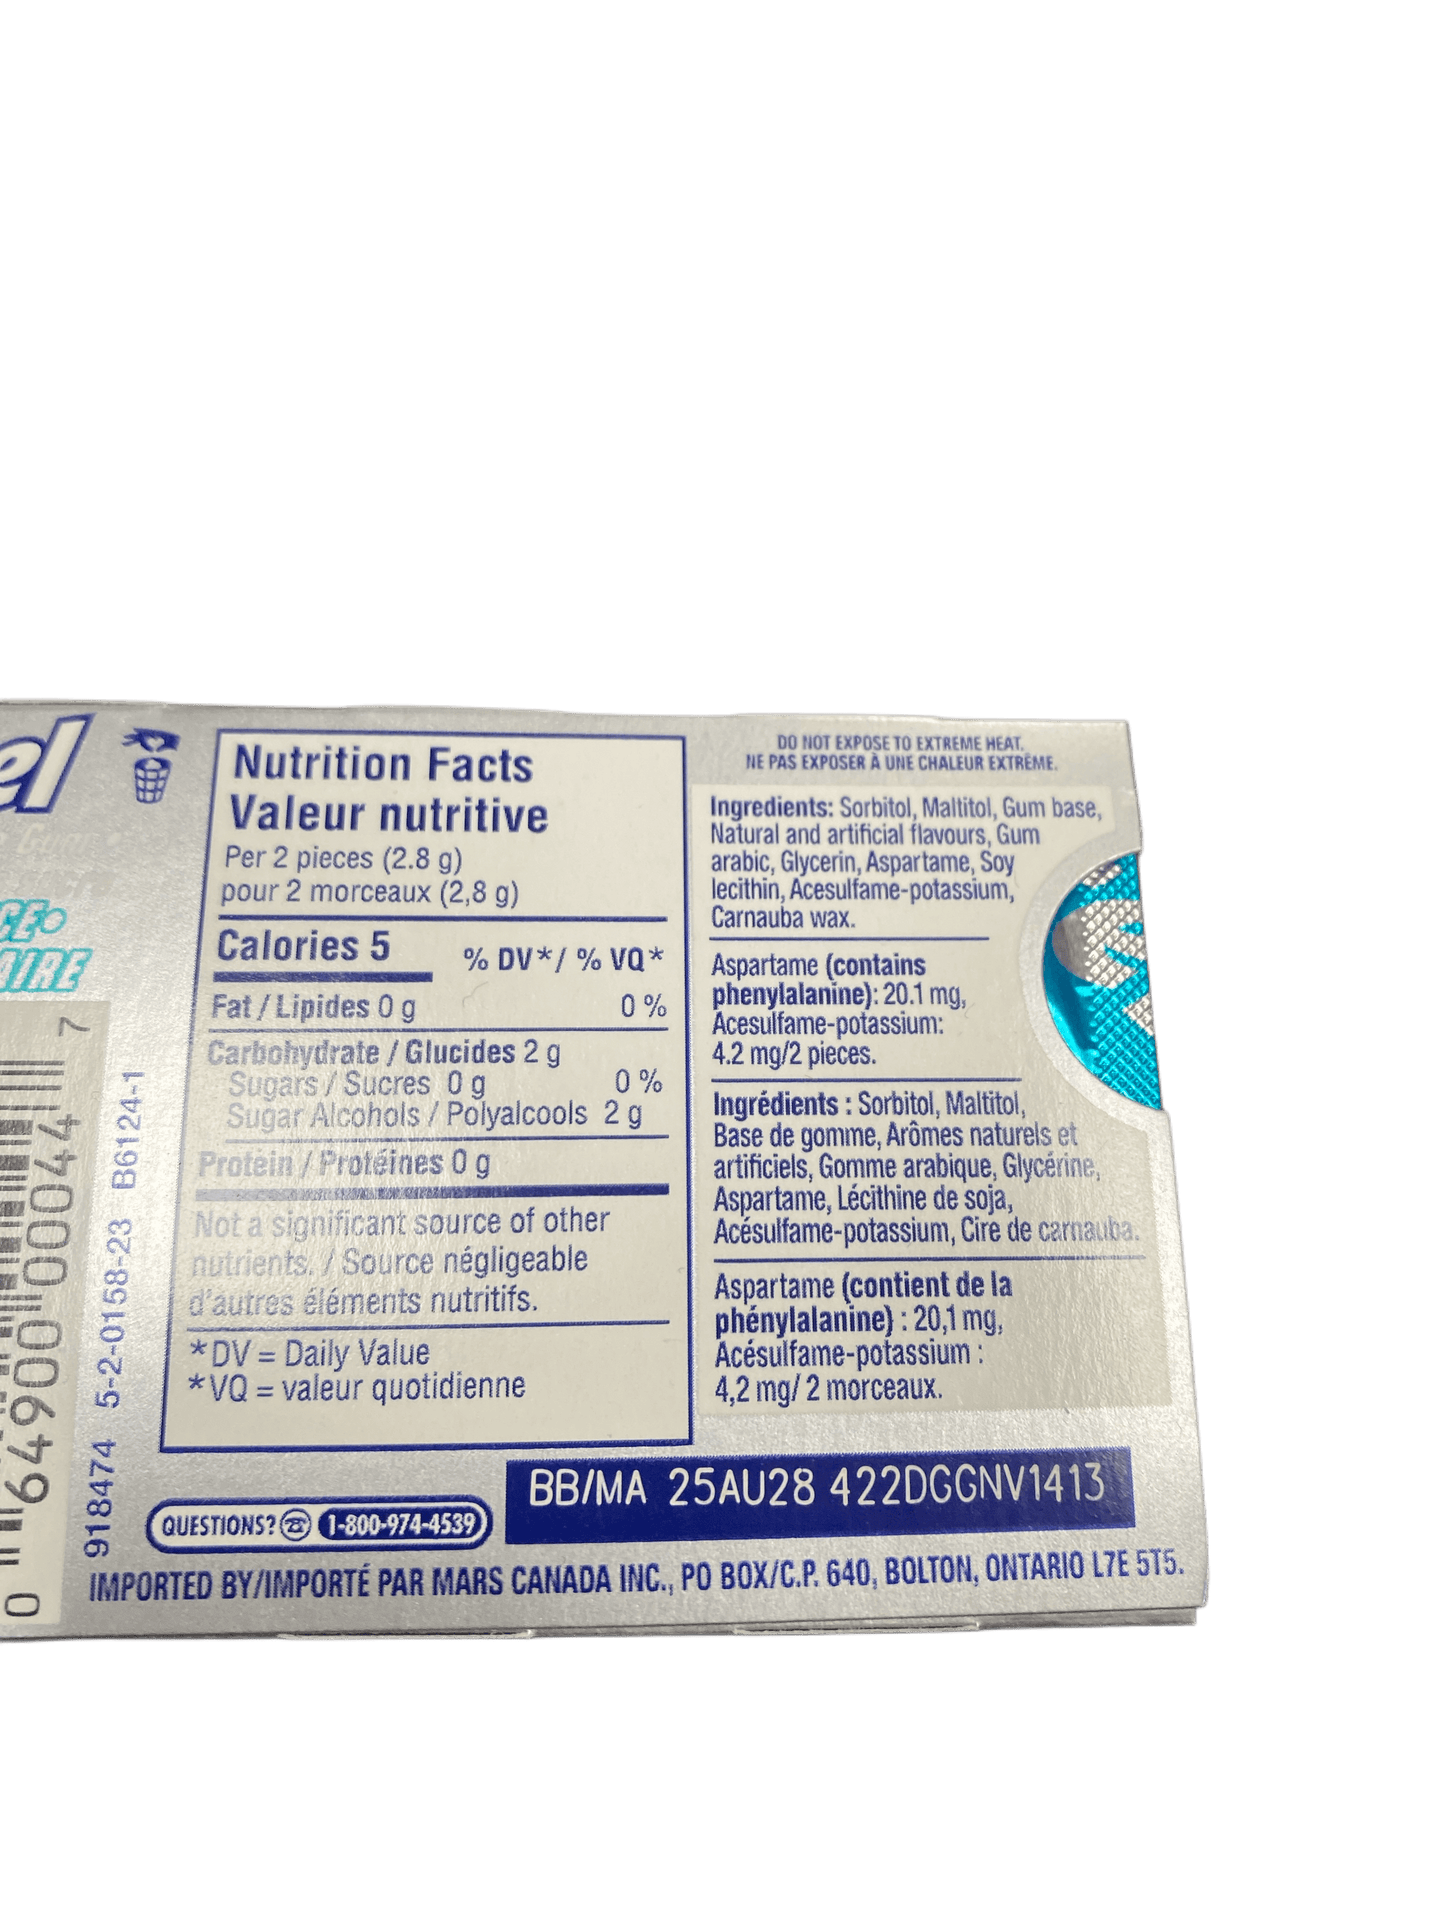 el
Gum
CE•
AIRE
0 64900 00044 7
918474 5-2-0158-23 B6124-1
Nutrition Facts
Valeur nutritive
Per 2 pieces (2.8 g)
pour 2 morceaux (2,8 g)
Calories 5 % DV*/ % VQ*
Fat / Lipides 0 g 0 %
Carbohydrate / Glucides 2 g
Sugars / Sucres 0 g 0 %
Sugar Alcohols / Polyalcools 2 g
Protein / Protéines 0 g
Not a significant source of other
nutrients. / Source négligeable
d'autres éléments nutritifs.
*DV = Daily Value
*VQ = valeur quotidienne
DO NOT EXPOSE TO EXTREME HEAT.
NE PAS EXPOSER À UNE CHALEUR EXTRÊME.
Ingredients: Sorbitol, Maltitol, Gum base,
Natural and artificial flavours, Gum
arabic, Glycerin, Aspartame, Soy
lecithin, Acesulfame-potassium,
Carnauba wax.
Aspartame (contains
phenylalanine): 20.1 mg,
Acesulfame-potassium:
4.2 mg/2 pieces.
Ingrédients : Sorbitol, Maltitol,
Base de gomme, Arômes naturels et
artificiels, Gomme arabique, Glycérine,
Aspartame, Lécithine de soja,
Acésulfame-potassium, Cire de carnauba.
Aspartame (contient de la
phénylalanine) : 20,1 mg,
Acésulfame-potassium :
4,2 mg/ 2 morceaux.
BB/MA 25AU28 422DGGNV1413
QUESTIONS? 1-800-974-4539
IMPORTED BY/IMPORTÉ PAR MARS CANADA INC., PO BOX/C.P. 640, BOLTON, ONTARIO L7E 5T5.